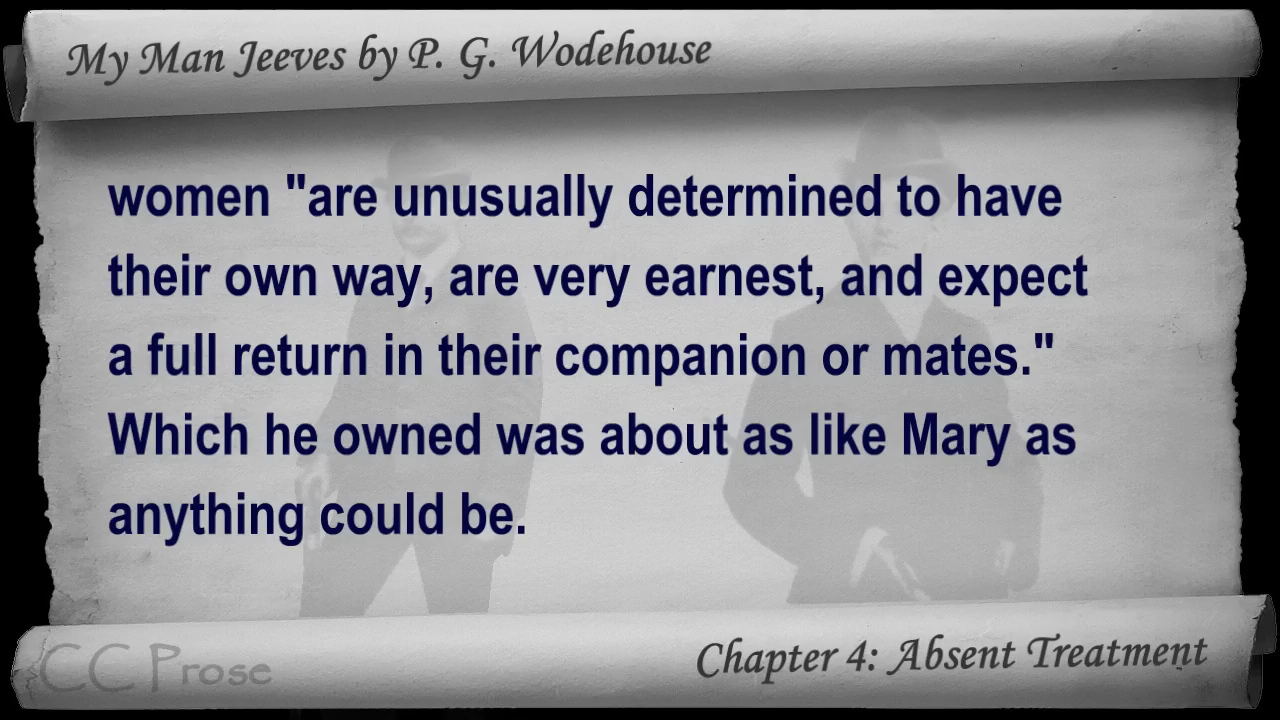 My Man Jeeves by P. G. Wodehouse
women "are unusually determined to have
their own way, are very earnest, and expect
a full return in their companion or mates."
Which he owned was about as like Mary as
anything could be.
CC Prose
Chapter 4: Absent Treatment